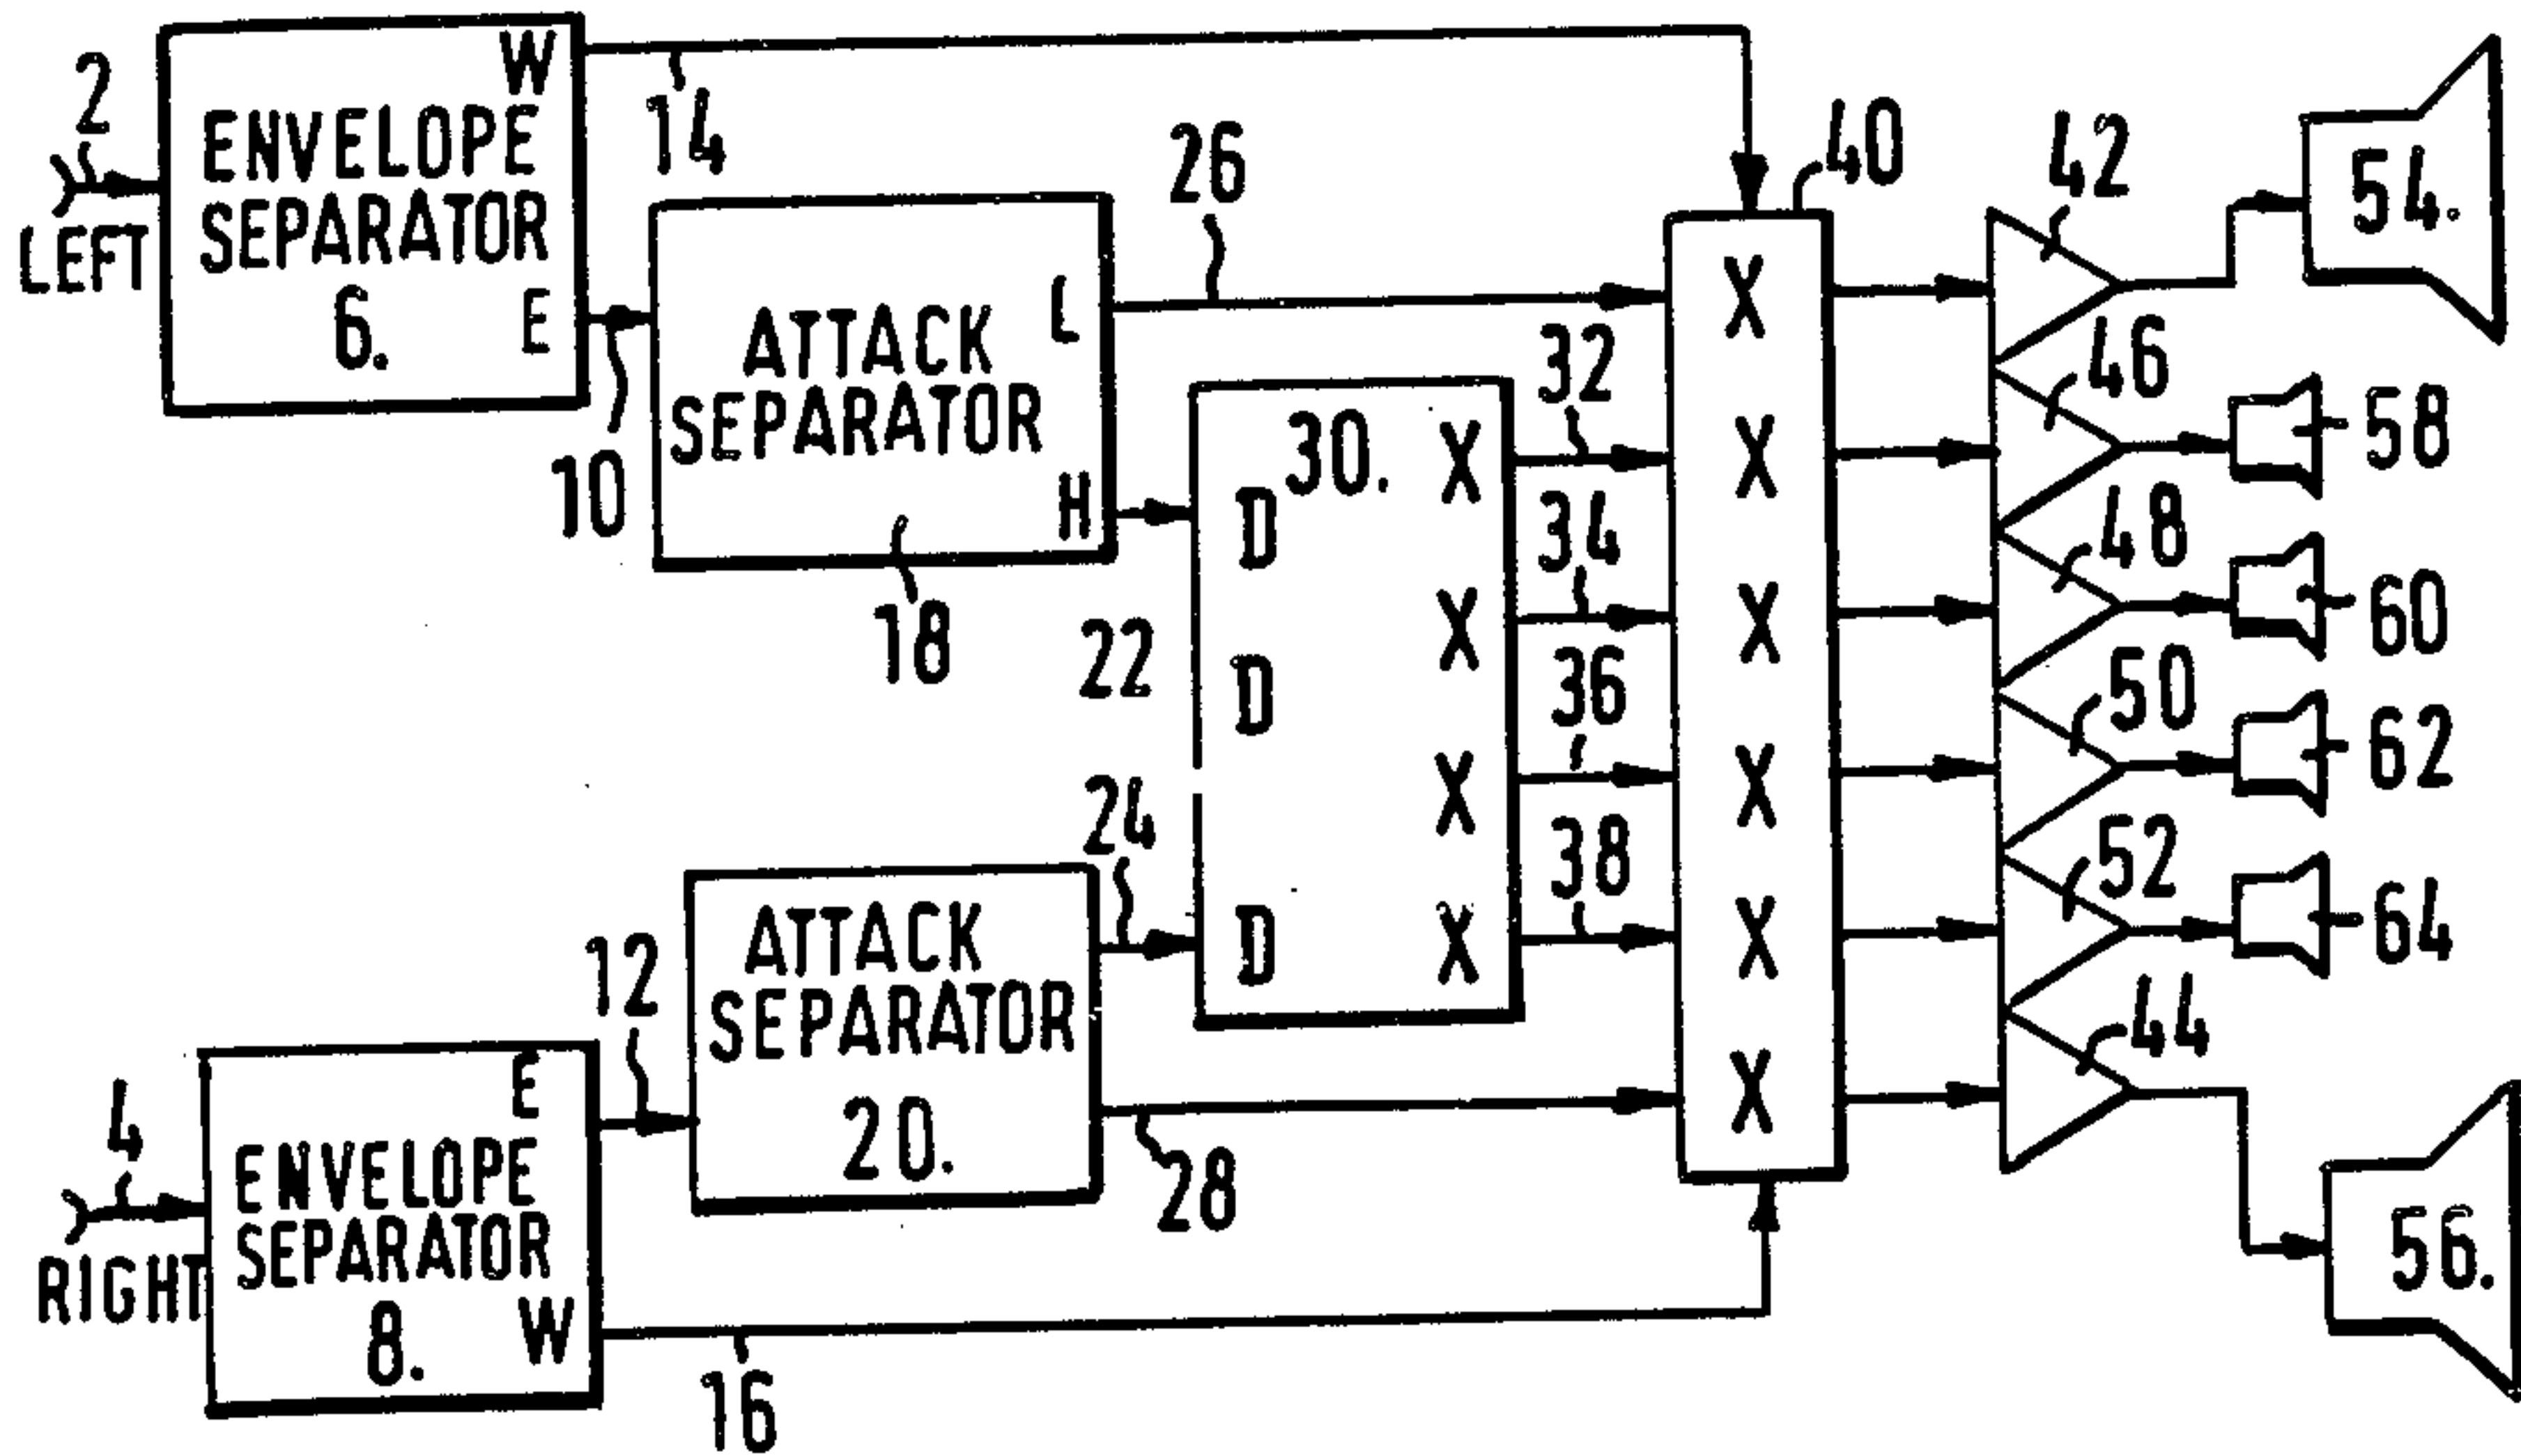 2
LEFT
W
ENVELOPE
SEPARATOR
6.
E
14
10
ATTACK
SEPARATOR
L
H
18
26
22
30.
D
D
D
X
X
X
X
32
34
36
38
40
X
X
X
X
X
X
42
46
48
50
52
44
54.
58
60
62
64
56.
24
12
ATTACK
SEPARATOR
20.
28
4
RIGHT
E
ENVELOPE
SEPARATOR
8.
W
16